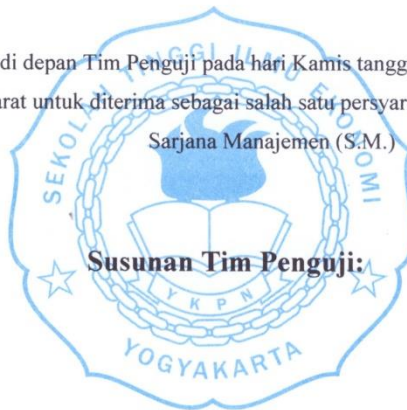 di depan Tim Penguji pada hari Kamis tangg
arat untuk diterima sebagai salah satu persyar
Sarjana Manajemen (S.M.)
Susunan Tim Penguji:
SEKOLAH TINGGI ILMU EKONOMI
YKPN
YOGYAKARTA